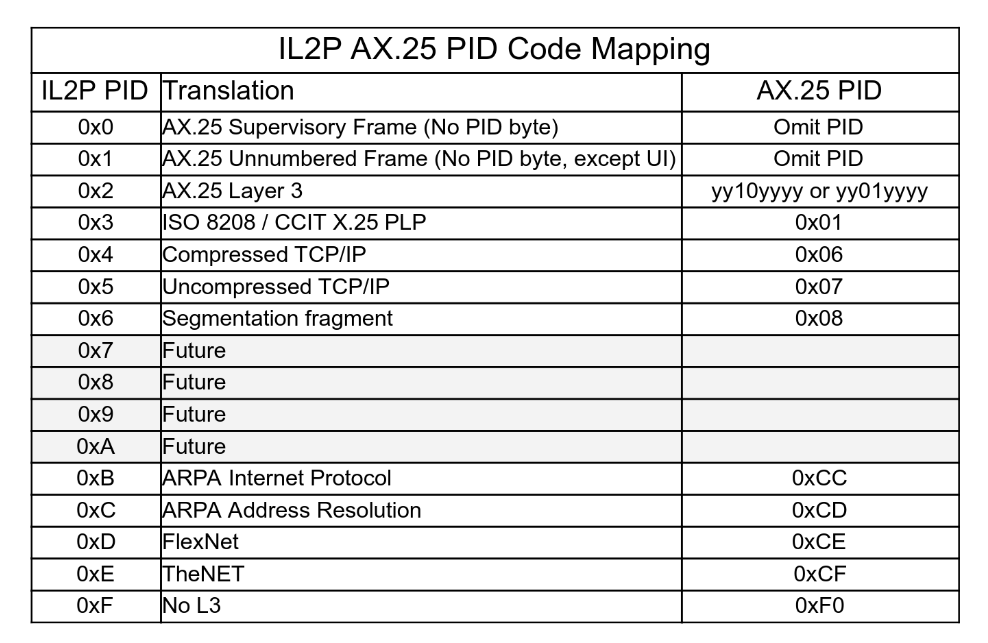 IL2P AX.25 PID Code Mapping
IL2P PID Translation AX.25 PID
0x0 AX.25 Supervisory Frame (No PID byte) Omit PID
0x1 AX.25 Unnumbered Frame (No PID byte, except UI) Omit PID
0x2 AX.25 Layer 3 yy10yyyy or yy01yyyy
0x3 ISO 8208 / CCIT X.25 PLP 0x01
0x4 Compressed TCP/IP 0x06
0x5 Uncompressed TCP/IP 0x07
0x6 Segmentation fragment 0x08
0x7 Future
0x8 Future
0x9 Future
0xA Future
0xB ARPA Internet Protocol 0xCC
0xC ARPA Address Resolution 0xCD
0xD FlexNet 0xCE
0xE TheNET 0xCF
0xF No L3 0xF0